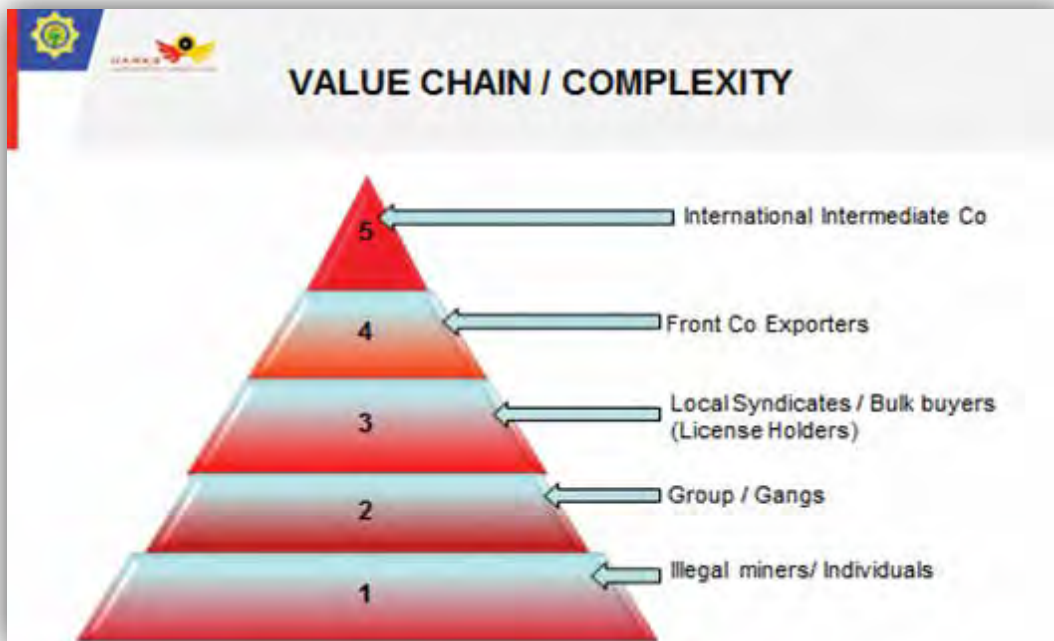 HAWKS
VALUE CHAIN / COMPLEXITY
5
International Intermediate Co
4
Front Co Exporters
3
Local Syndicates / Bulk buyers
(License Holders)
2
Group / Gangs
1
Illegal miners/ Individuals